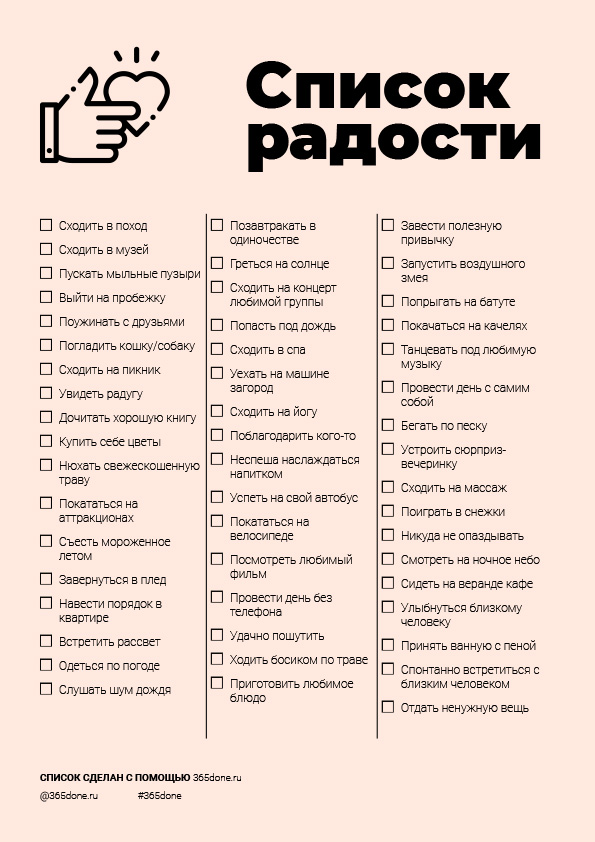 Список
радости
Сходить в поход
Сходить в музей
Пускать мыльные пузыри
Выйти на пробежку
Поужинать с друзьями
Погладить кошку/собаку
Сходить на пикник
Увидеть радугу
Дочитать хорошую книгу
Купить себе цветы
Нюхать свежескошенную
траву
Покататься на
аттракционах
Съесть мороженное
летом
Завернуться в плед
Навести порядок в
квартире
Встретить рассвет
Одеться по погоде
Слушать шум дождя
Позавтракать в
одиночестве
Греться на солнце
Сходить на концерт
любимой группы
Попасть под дождь
Сходить в спа
Уехать на машине
загород
Сходить на йогу
Поблагодарить кого-то
Неспеша наслаждаться
напитком
Успеть на свой автобус
Покататься на
велосипеде
Посмотреть любимый
фильм
Провести день без
телефона
Удачно пошутить
Ходить босиком по траве
Приготовить любимое
блюдо
Завести полезную
привычку
Запустить воздушного
змея
Попрыгать на батуте
Покачаться на качелях
Танцевать под любимую
музыку
Провести день с самим
собой
Бегать по песку
Устроить сюрприз-
вечеринку
Сходить на массаж
Поиграть в снежки
Никуда не опаздывать
Смотреть на ночное небо
Сидеть на веранде кафе
Улыбнуться близкому
человеку
Принять ванную с пеной
Спонтанно встретиться с
близким человеком
Отдать ненужную вещь
СПИСОК СДЕЛАН С ПОМОЩЬЮ 365done.ru
@365done.ru #365done